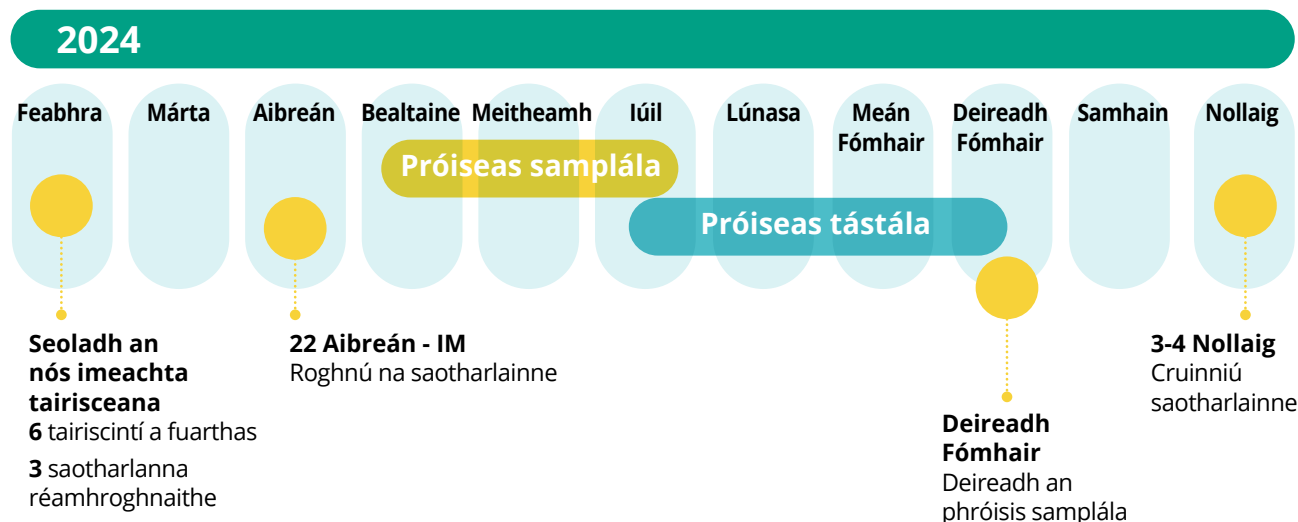 2024
Feabhra
Márta
Aibreán
Bealtaine
Meitheamh
Iúil
Lúnasa
Meán
Fómhair
Deireadh
Fómhair
Samhain
Nollaig
Próiseas samplála
Próiseas tástála
Seoladh an
nós imeachta
tairisceana
6 tairiscintí a fuarthas
3 saotharlanna
réamhroghnaithe
22 Aibreán - IM
Roghnú na saotharlainne
Deireadh
Fómhair
Deireadh an
phróisis samplála
3-4 Nollaig
Cruinniú
saotharlainne